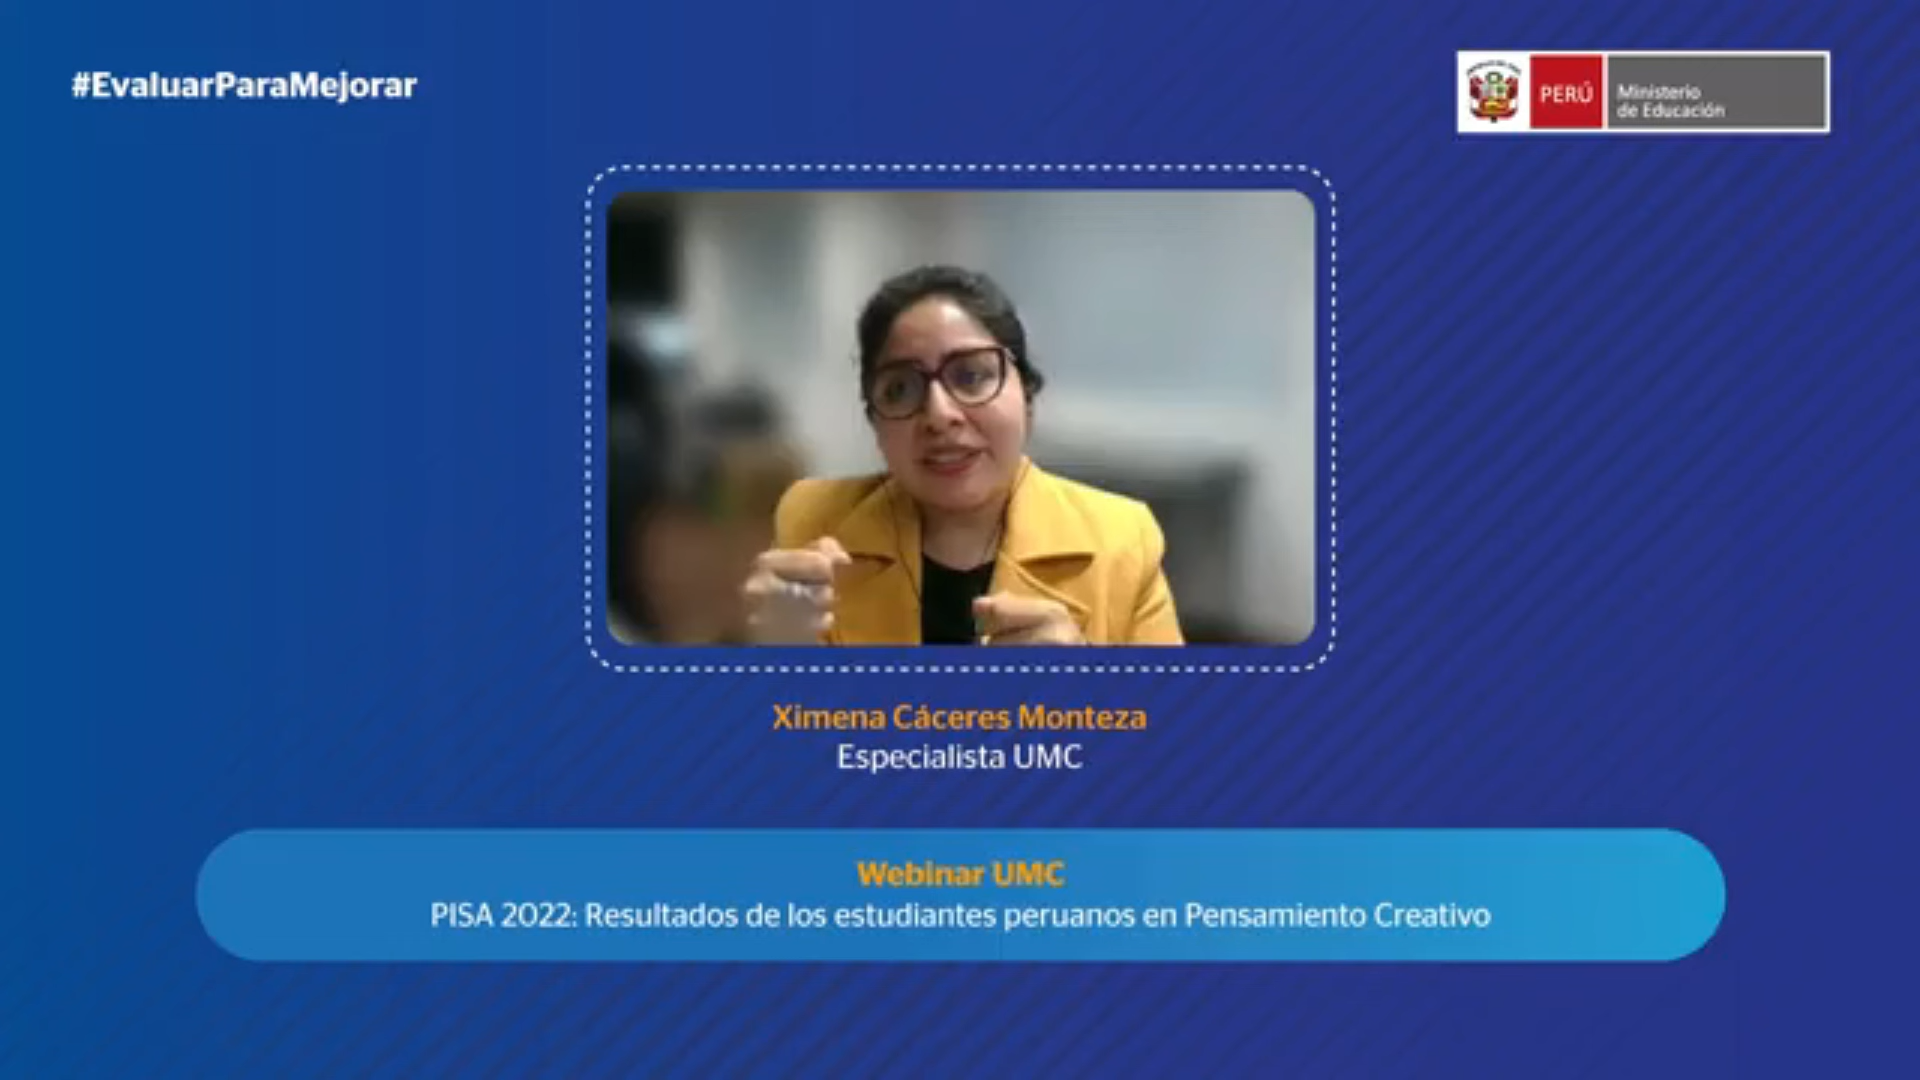 #EvaluarParaMejorar
PERÚ
Ministerio
de Educación
Ximena Cáceres Monteza
Especialista UMC
Webinar UMC
PISA 2022: Resultados de los estudiantes peruanos en Pensamiento Creativo